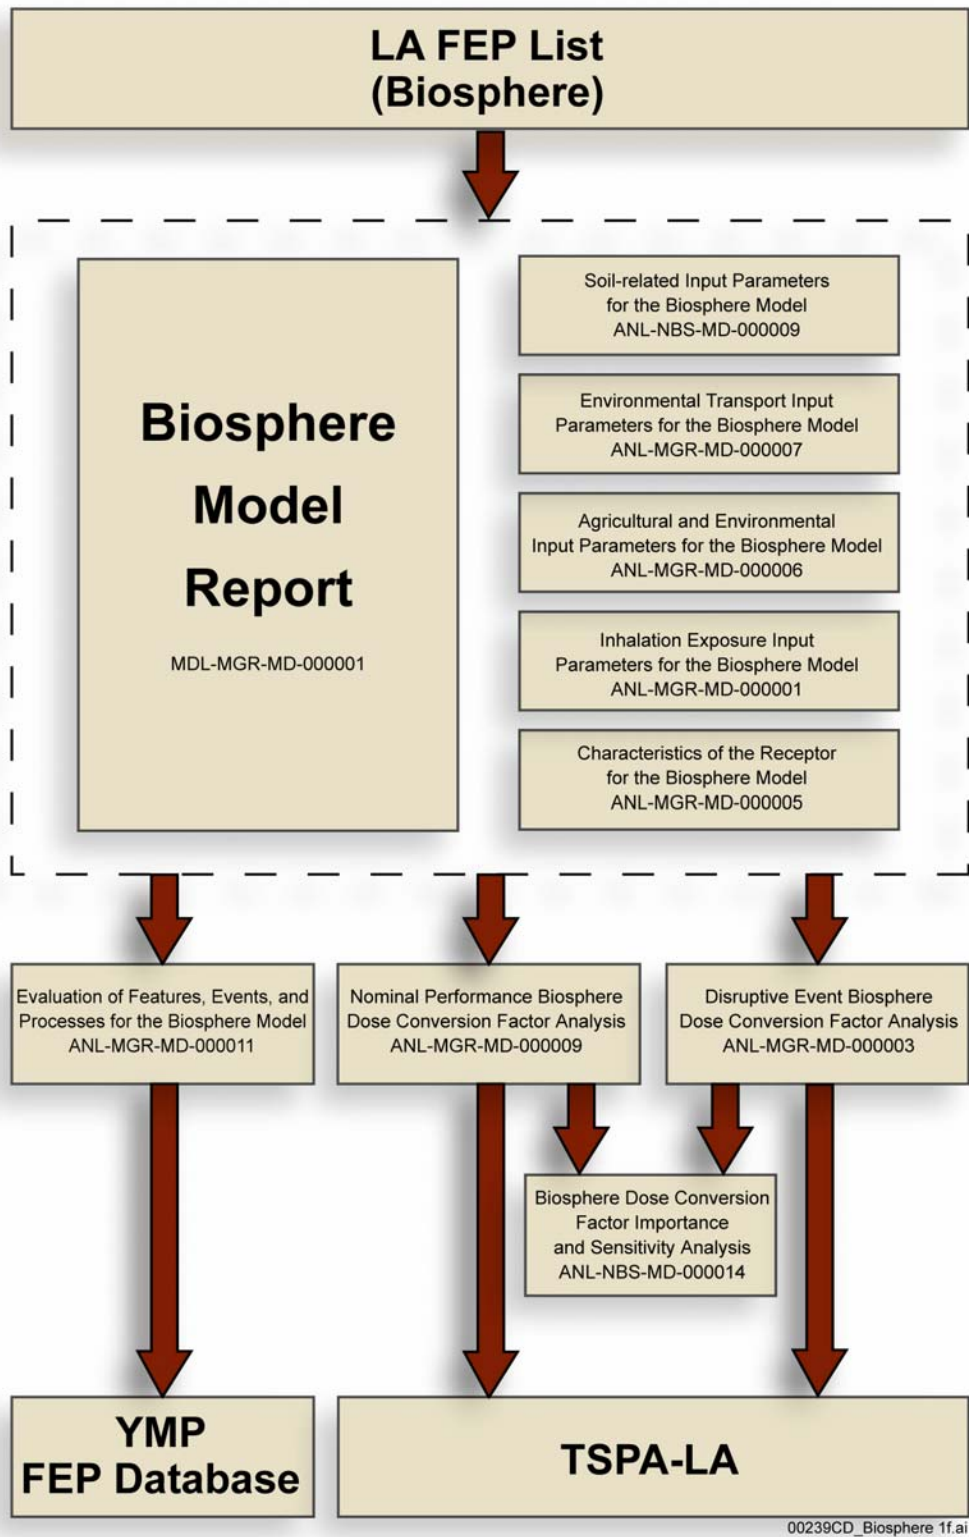 LA FEP List
(Biosphere)
Biosphere
Model
Report
MDL-MGR-MD-000001
Soil-related Input Parameters
for the Biosphere Model
ANL-NBS-MD-000009
Environmental Transport Input
Parameters for the Biosphere Model
ANL-MGR-MD-000007
Agricultural and Environmental
Input Parameters for the Biosphere Model
ANL-MGR-MD-000006
Inhalation Exposure Input
Parameters for the Biosphere Model
ANL-MGR-MD-000001
Characteristics of the Receptor
for the Biosphere Model
ANL-MGR-MD-000005
Evaluation of Features, Events, and
Processes for the Biosphere Model
ANL-MGR-MD-000011
Nominal Performance Biosphere
Dose Conversion Factor Analysis
ANL-MGR-MD-000009
Disruptive Event Biosphere
Dose Conversion Factor Analysis
ANL-MGR-MD-000003
Biosphere Dose Conversion
Factor Importance
and Sensitivity Analysis
ANL-NBS-MD-000014
YMP
FEP Database
TSPA-LA
00239CD_Biosphere 1f.ai